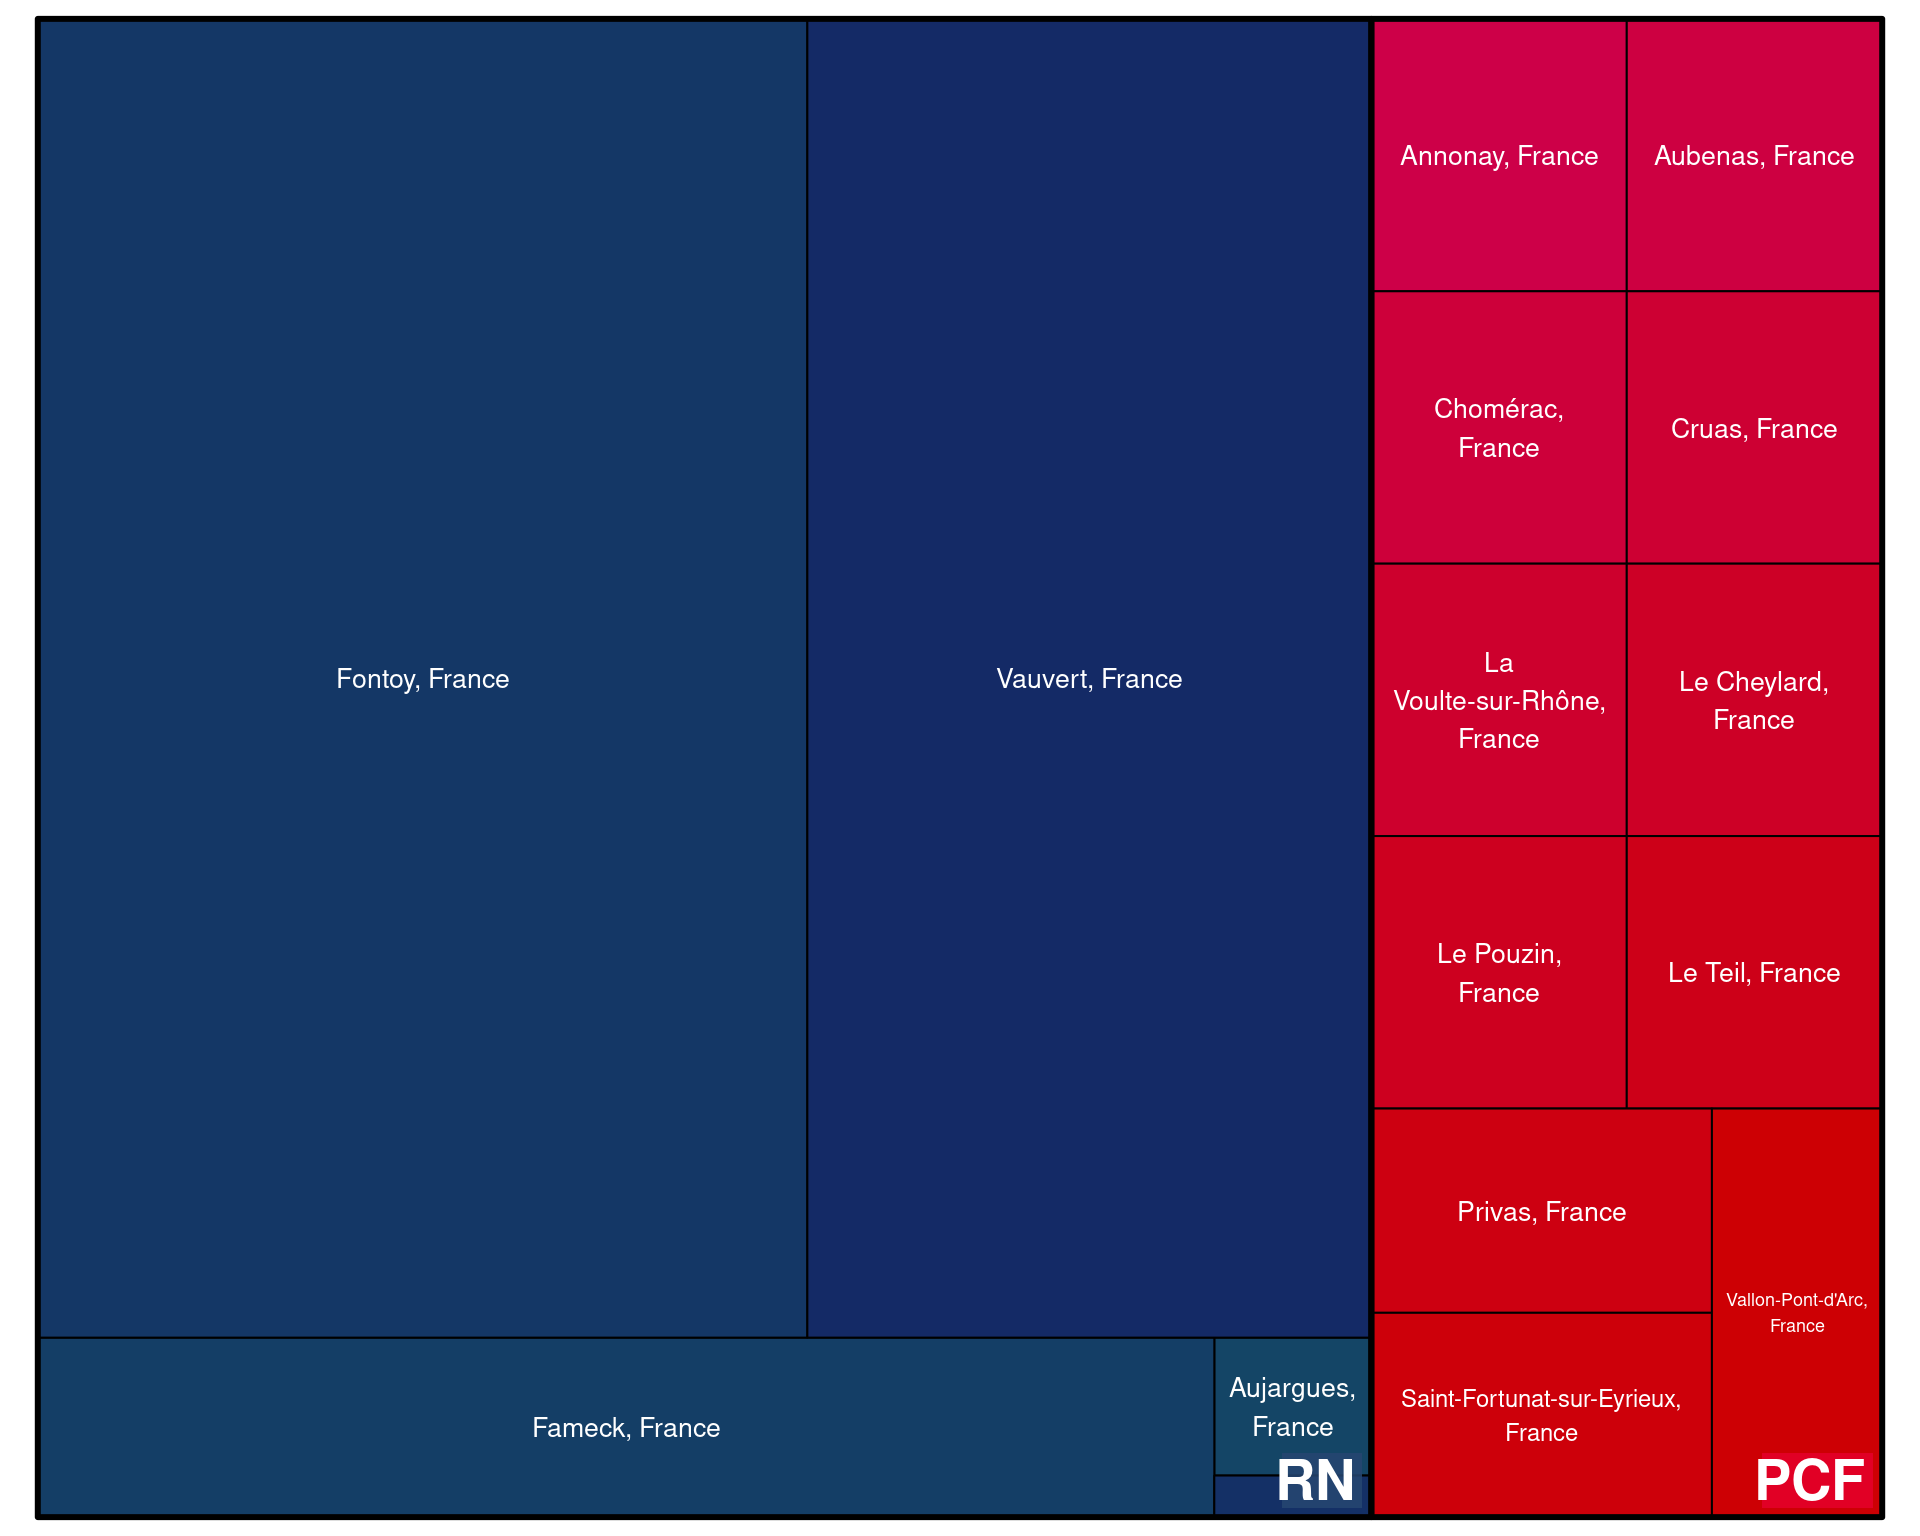 Fontoy, France
Vauvert, France
Fameck, France
Aujargues,
France
RN
Annonay, France
Aubenas, France
Chomérac,
France
Cruas, France
La
Voulte-sur-Rhône,
France
Le Cheylard,
France
Le Pouzin,
France
Le Teil, France
Privas, France
Vallon-Pont-d'Arc,
France
Saint-Fortunat-sur-Eyrieux,
France
PCF